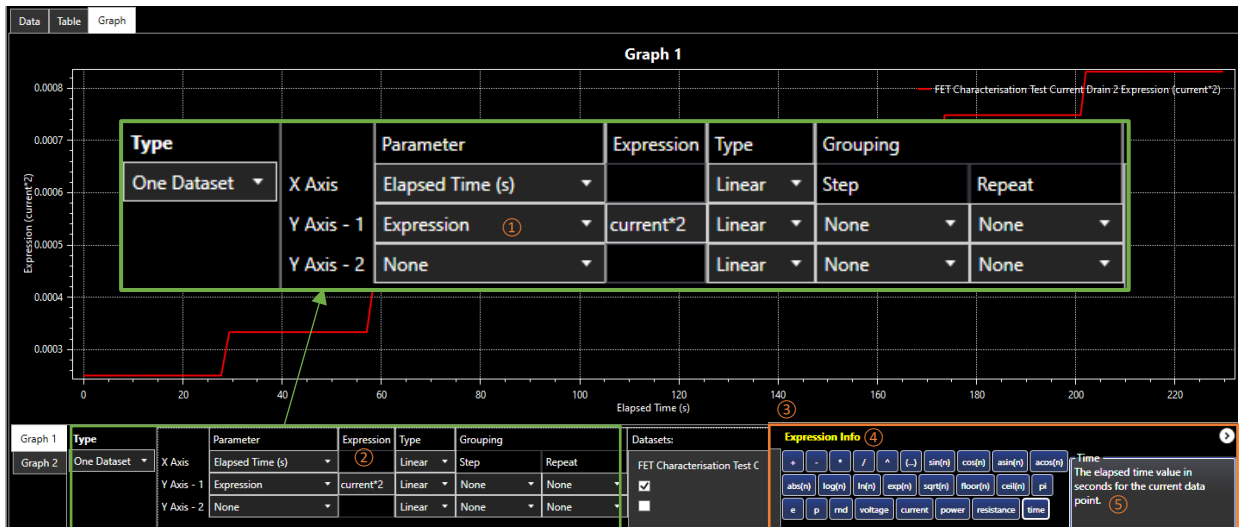 Data Table Graph
Graph 1
0.0008
0.0007
0.0006
0.0005
0.0004
0.0003
Expression (current*2)
FET Characterisation Test Current Drain 2 Expression (current*2)
Type Parameter Expression Type Grouping
One Dataset X Axis Elapsed Time (s) Linear Step Repeat
Y Axis - 1 Expression ① current*2 Linear None None
Y Axis - 2 None Linear None None
0 20 40 60 80 100 120 140 160 180 200 220
Elapsed Time (s)
③
Graph 1 Type Parameter Expression Type Grouping Datasets:
Graph 2 One Dataset X Axis Elapsed Time (s) ② Linear Step Repeat FET Characterisation Test C
Y Axis - 1 Expression current*2 Linear None None
Y Axis - 2 None Linear None None
Expression Info ④
+ - * / ^ (...) sin(n) cos(n) asin(n) acos(n)
abs(n) log(n) ln(n) exp(n) sqrt(n) floor(n) ceil(n) pi
e p rnd voltage current power resistance time
Time
The elapsed time value in
seconds for the current data
point. ⑤